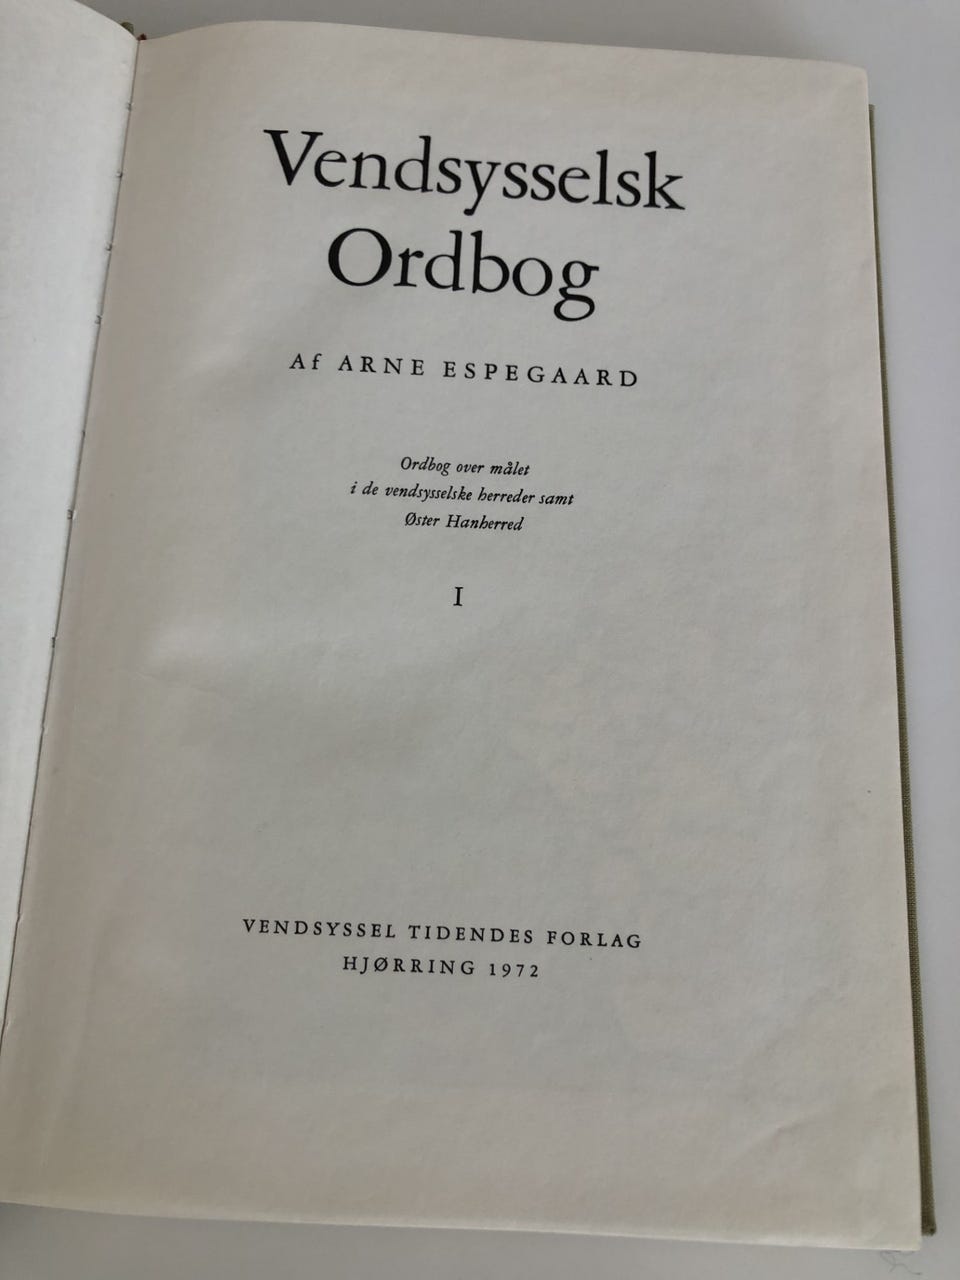 Vendsysselsk
Ordbog
Af ARNE ESPEGAARD
Ordbog over målet
i de vendsysselske herreder samt
Øster Hanherred
I
VENDSYSSEL TIDENDES FORLAG
HJØRRING 1972